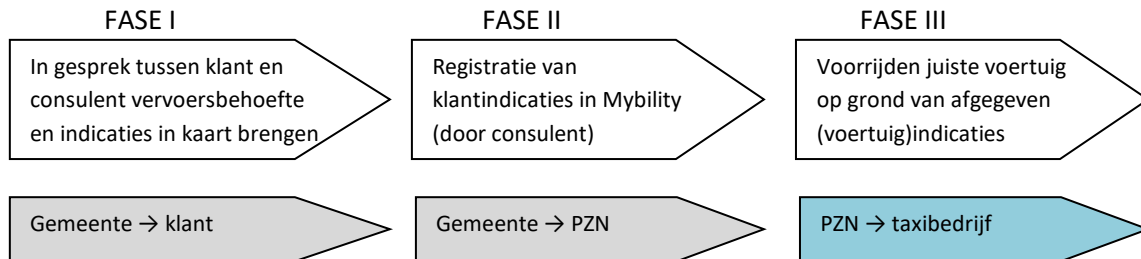 FASE I
In gesprek tussen klant en
consulent vervoersbehoefte
en indicaties in kaart brengen
Gemeente → klant
FASE II
Registratie van
klantindicaties in Mybility
(door consulent)
Gemeente → PZN
FASE III
Voorrijden juiste voertuig
op grond van afgegeven
(voertuig)indicaties
PZN → taxibedrijf